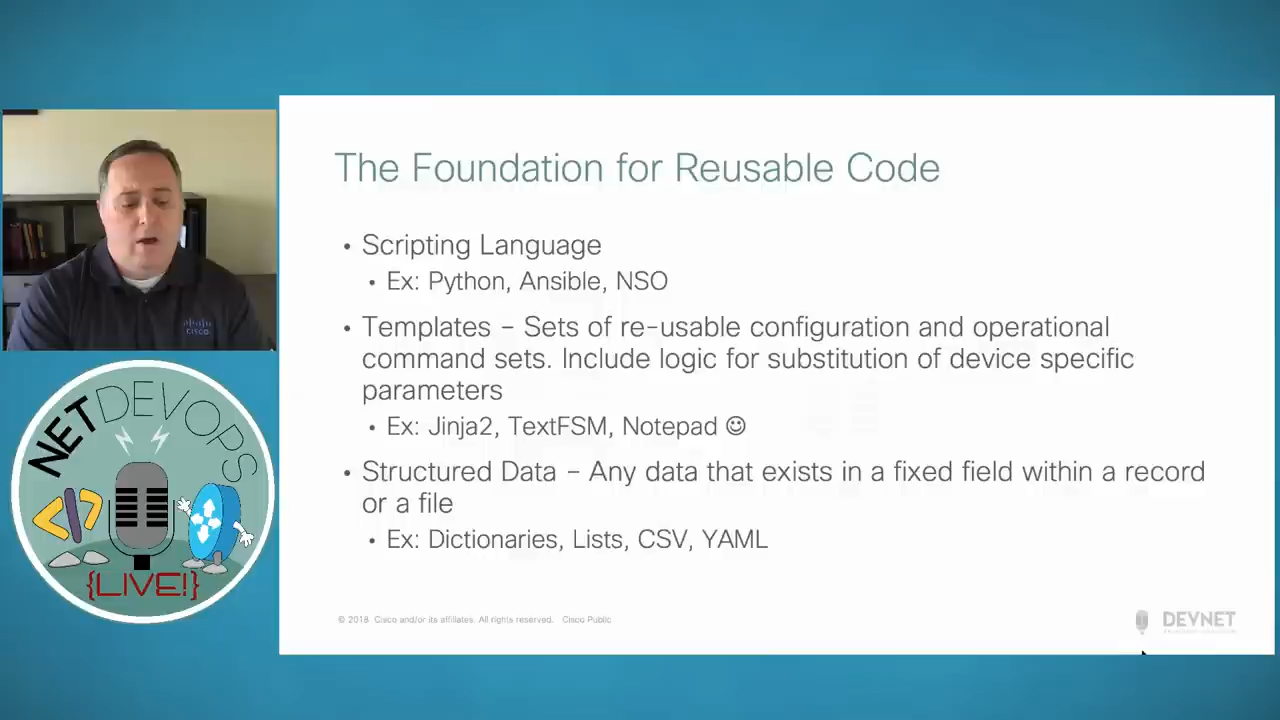 The Foundation for Reusable Code
• Scripting Language
• Ex: Python, Ansible, NSO
• Templates – Sets of re-usable configuration and operational
command sets. Include logic for substitution of device specific
parameters
• Ex: Jinja2, TextFSM, Notepad ☺
• Structured Data – Any data that exists in a fixed field within a record
or a file
• Ex: Dictionaries, Lists, CSV, YAML
© 2018 Cisco and/or its affiliates. All rights reserved. Cisco Public
DEVNET
CISCO
NETDEVOPS
</>
{LIVE!}